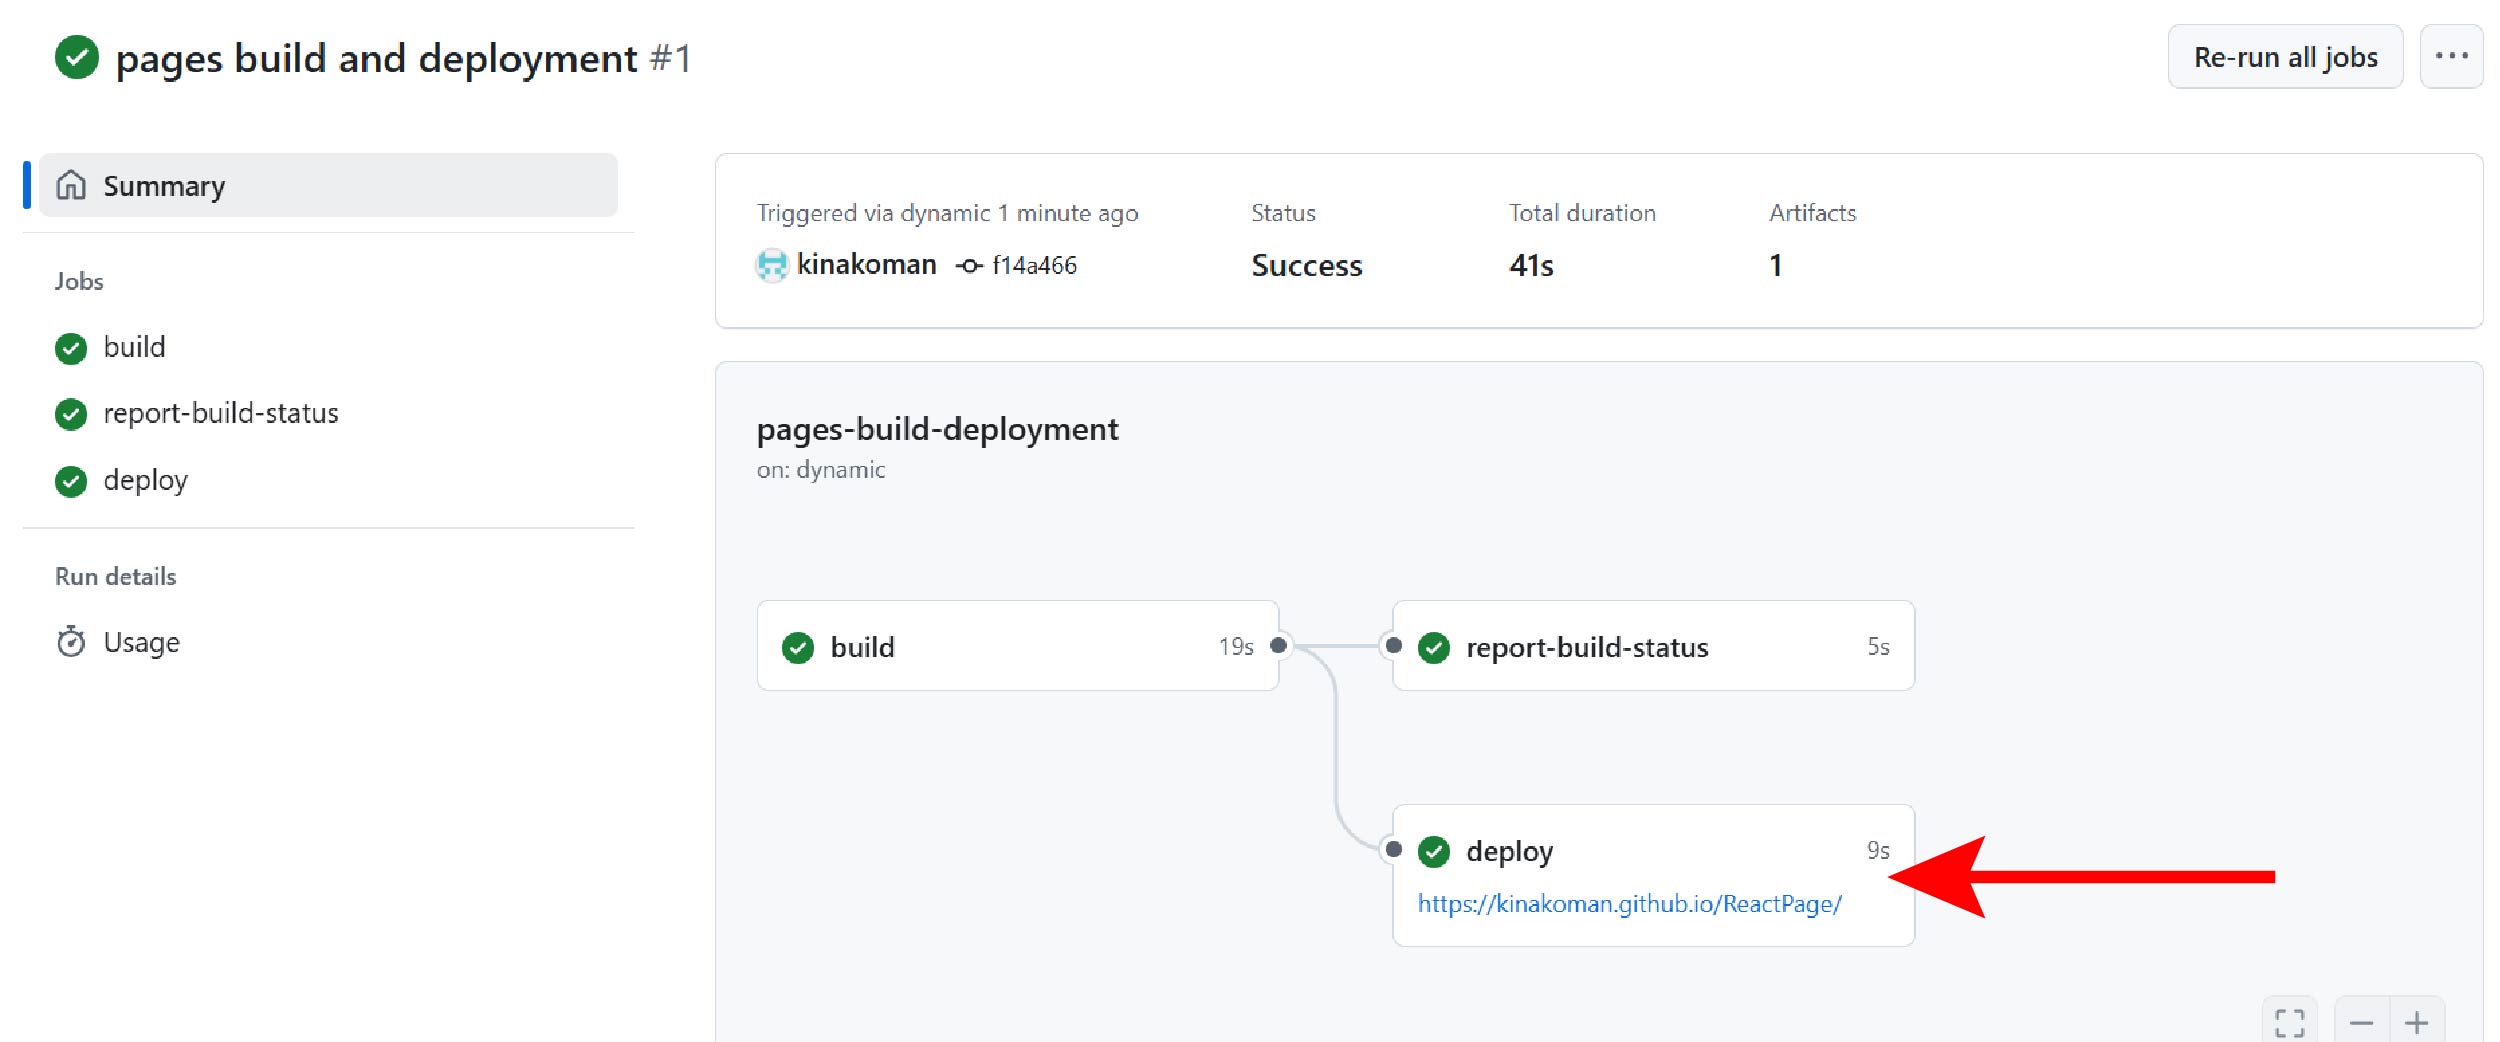 pages build and deployment #1
Re-run all jobs
Summary
Jobs
build
report-build-status
deploy
Run details
Usage
Triggered via dynamic 1 minute ago
kinakoman f14a466
Status
Success
Total duration
41s
Artifacts
1
pages-build-deployment
on: dynamic
build 19s
report-build-status 5s
deploy 9s
https://kinakoman.github.io/ReactPage/